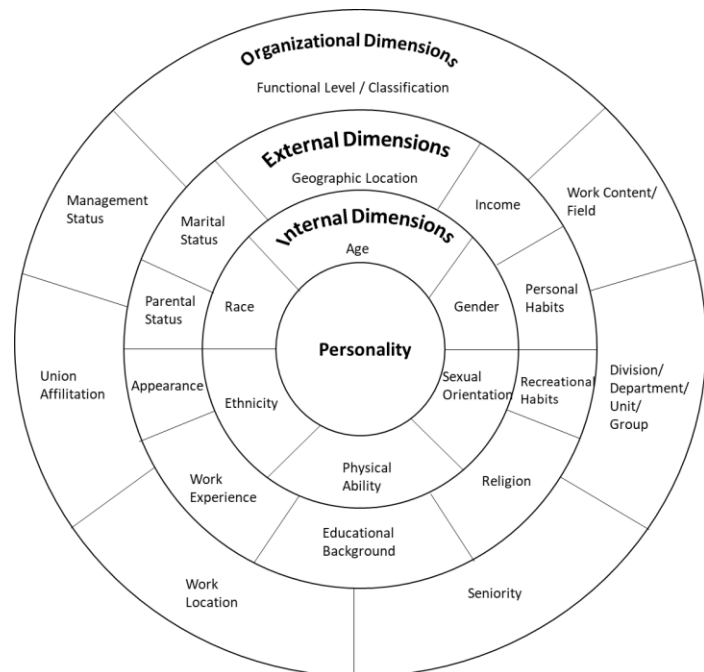 Organizational Dimensions
Functional Level / Classification
External Dimensions
Geographic Location
Internal Dimensions
Age
Personality
Management
Status
Marital
Status
Income
Work Content/
Field
Parental
Status
Race
Gender
Personal
Habits
Union
Affilitation
Appearance
Ethnicity
Sexual
Orientation
Recreational
Habits
Division/
Department/
Unit/
Group
Work
Experience
Physical
Ability
Religion
Educational
Background
Work
Location
Seniority